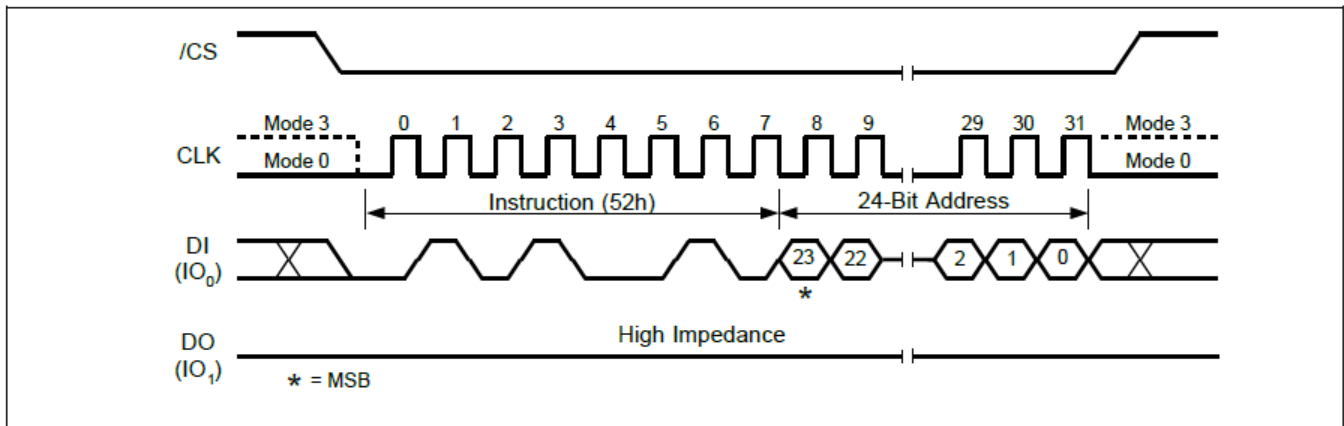 /CS
Mode 3 0 1 2 3 4 5 6 7 8 9 29 30 31 Mode 3
CLK
Mode 0 Mode 0
Instruction (52h) 24-Bit Address
DI
(IO0)
23 22 2 1 0
*
High Impedance
DO
(IO1)
* = MSB